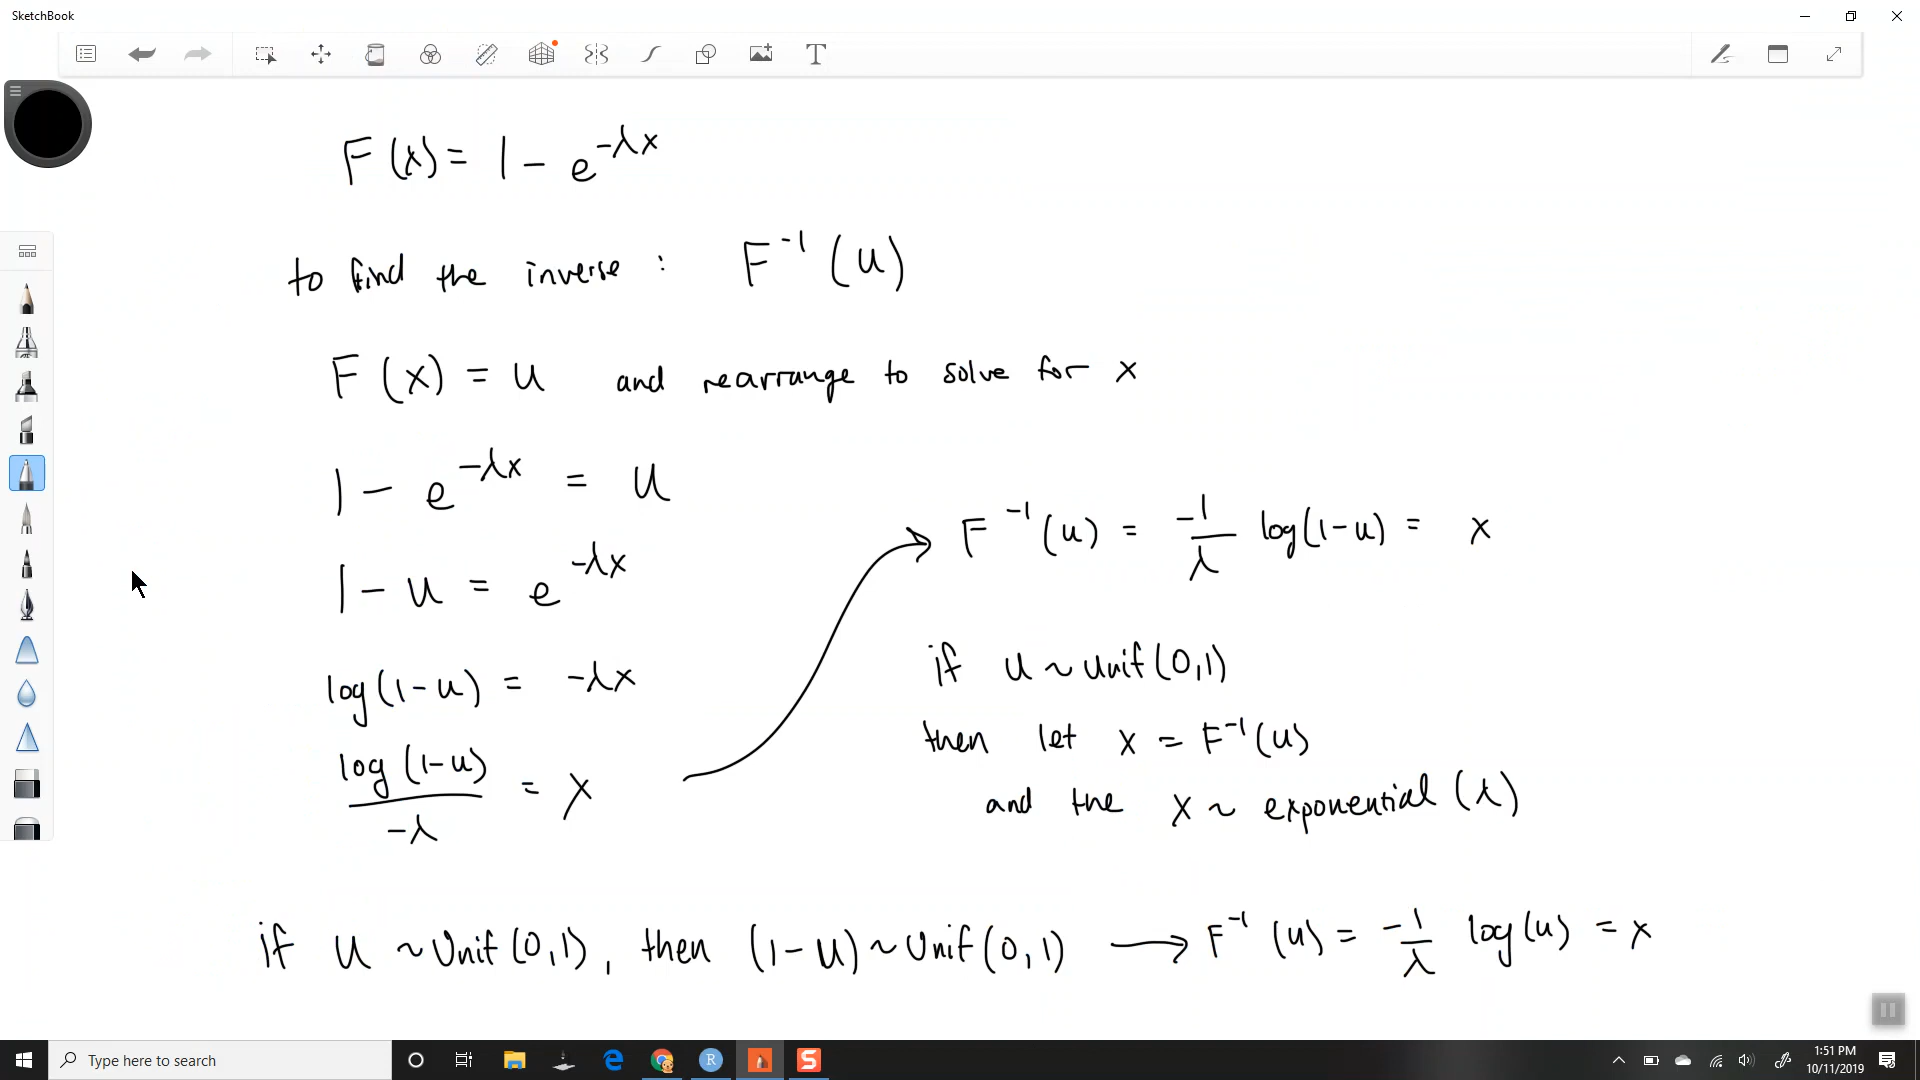 SketchBook
F(x) = 1 - e^{-λx}
to find the inverse : F^{-1}(u)
F(x) = u and rearrange to solve for x
1 - e^{-λx} = u
1 - u = e^{-λx}
log(1-u) = -λx
log(1-u)/-λ = x
F^{-1}(u) = -1/λ log(1-u) = x
if u ~ Unif(0,1)
then let x = F^{-1}(u)
and the x ~ exponential (λ)
if u ~ Unif(0,1), then (1-u) ~ Unif(0,1) → F^{-1}(u) = -1/λ log(u) = x
Type here to search
1:51 PM
10/11/2019